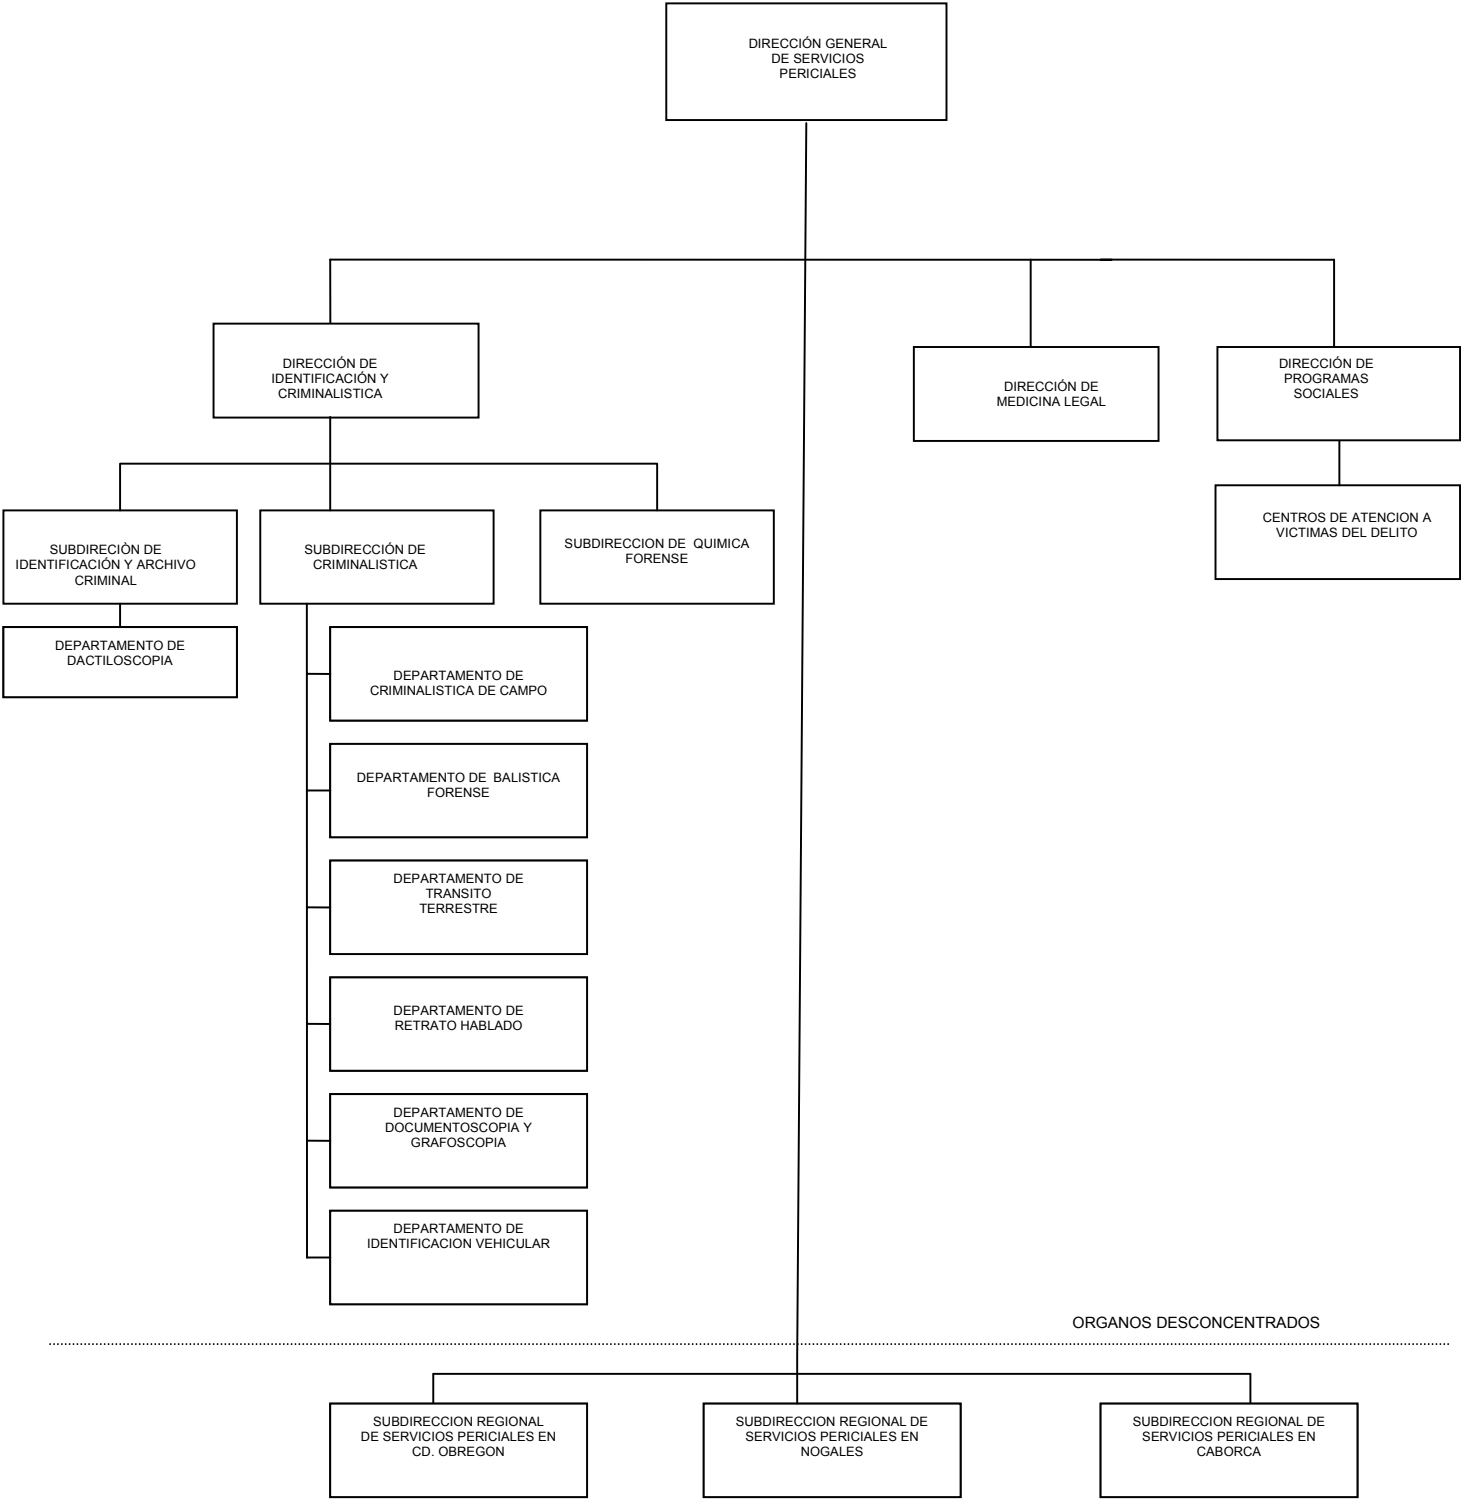 DIRECCIÓN GENERAL
DE SERVICIOS
PERICIALES
DIRECCIÓN DE
IDENTIFICACIÓN Y
CRIMINALISTICA
DIRECCIÓN DE
MEDICINA LEGAL
DIRECCIÓN DE
PROGRAMAS
SOCIALES
CENTROS DE ATENCION A
VICTIMAS DEL DELITO
SUBDIRECIÒN DE
IDENTIFICACIÓN Y ARCHIVO
CRIMINAL
SUBDIRECCIÓN DE
CRIMINALISTICA
SUBDIRECCION DE QUIMICA
FORENSE
DEPARTAMENTO DE
DACTILOSCOPIA
DEPARTAMENTO DE
CRIMINALISTICA DE CAMPO
DEPARTAMENTO DE BALISTICA
FORENSE
DEPARTAMENTO DE
TRANSITO
TERRESTRE
DEPARTAMENTO DE
RETRATO HABLADO
DEPARTAMENTO DE
DOCUMENTOSCOPIA Y
GRAFOSCOPIA
DEPARTAMENTO DE
IDENTIFICACION VEHICULAR
ORGANOS DESCONCENTRADOS
SUBDIRECCION REGIONAL
DE SERVICIOS PERICIALES EN
CD. OBREGON
SUBDIRECCION REGIONAL DE
SERVICIOS PERICIALES EN
NOGALES
SUBDIRECCION REGIONAL DE
SERVICIOS PERICIALES EN
CABORCA